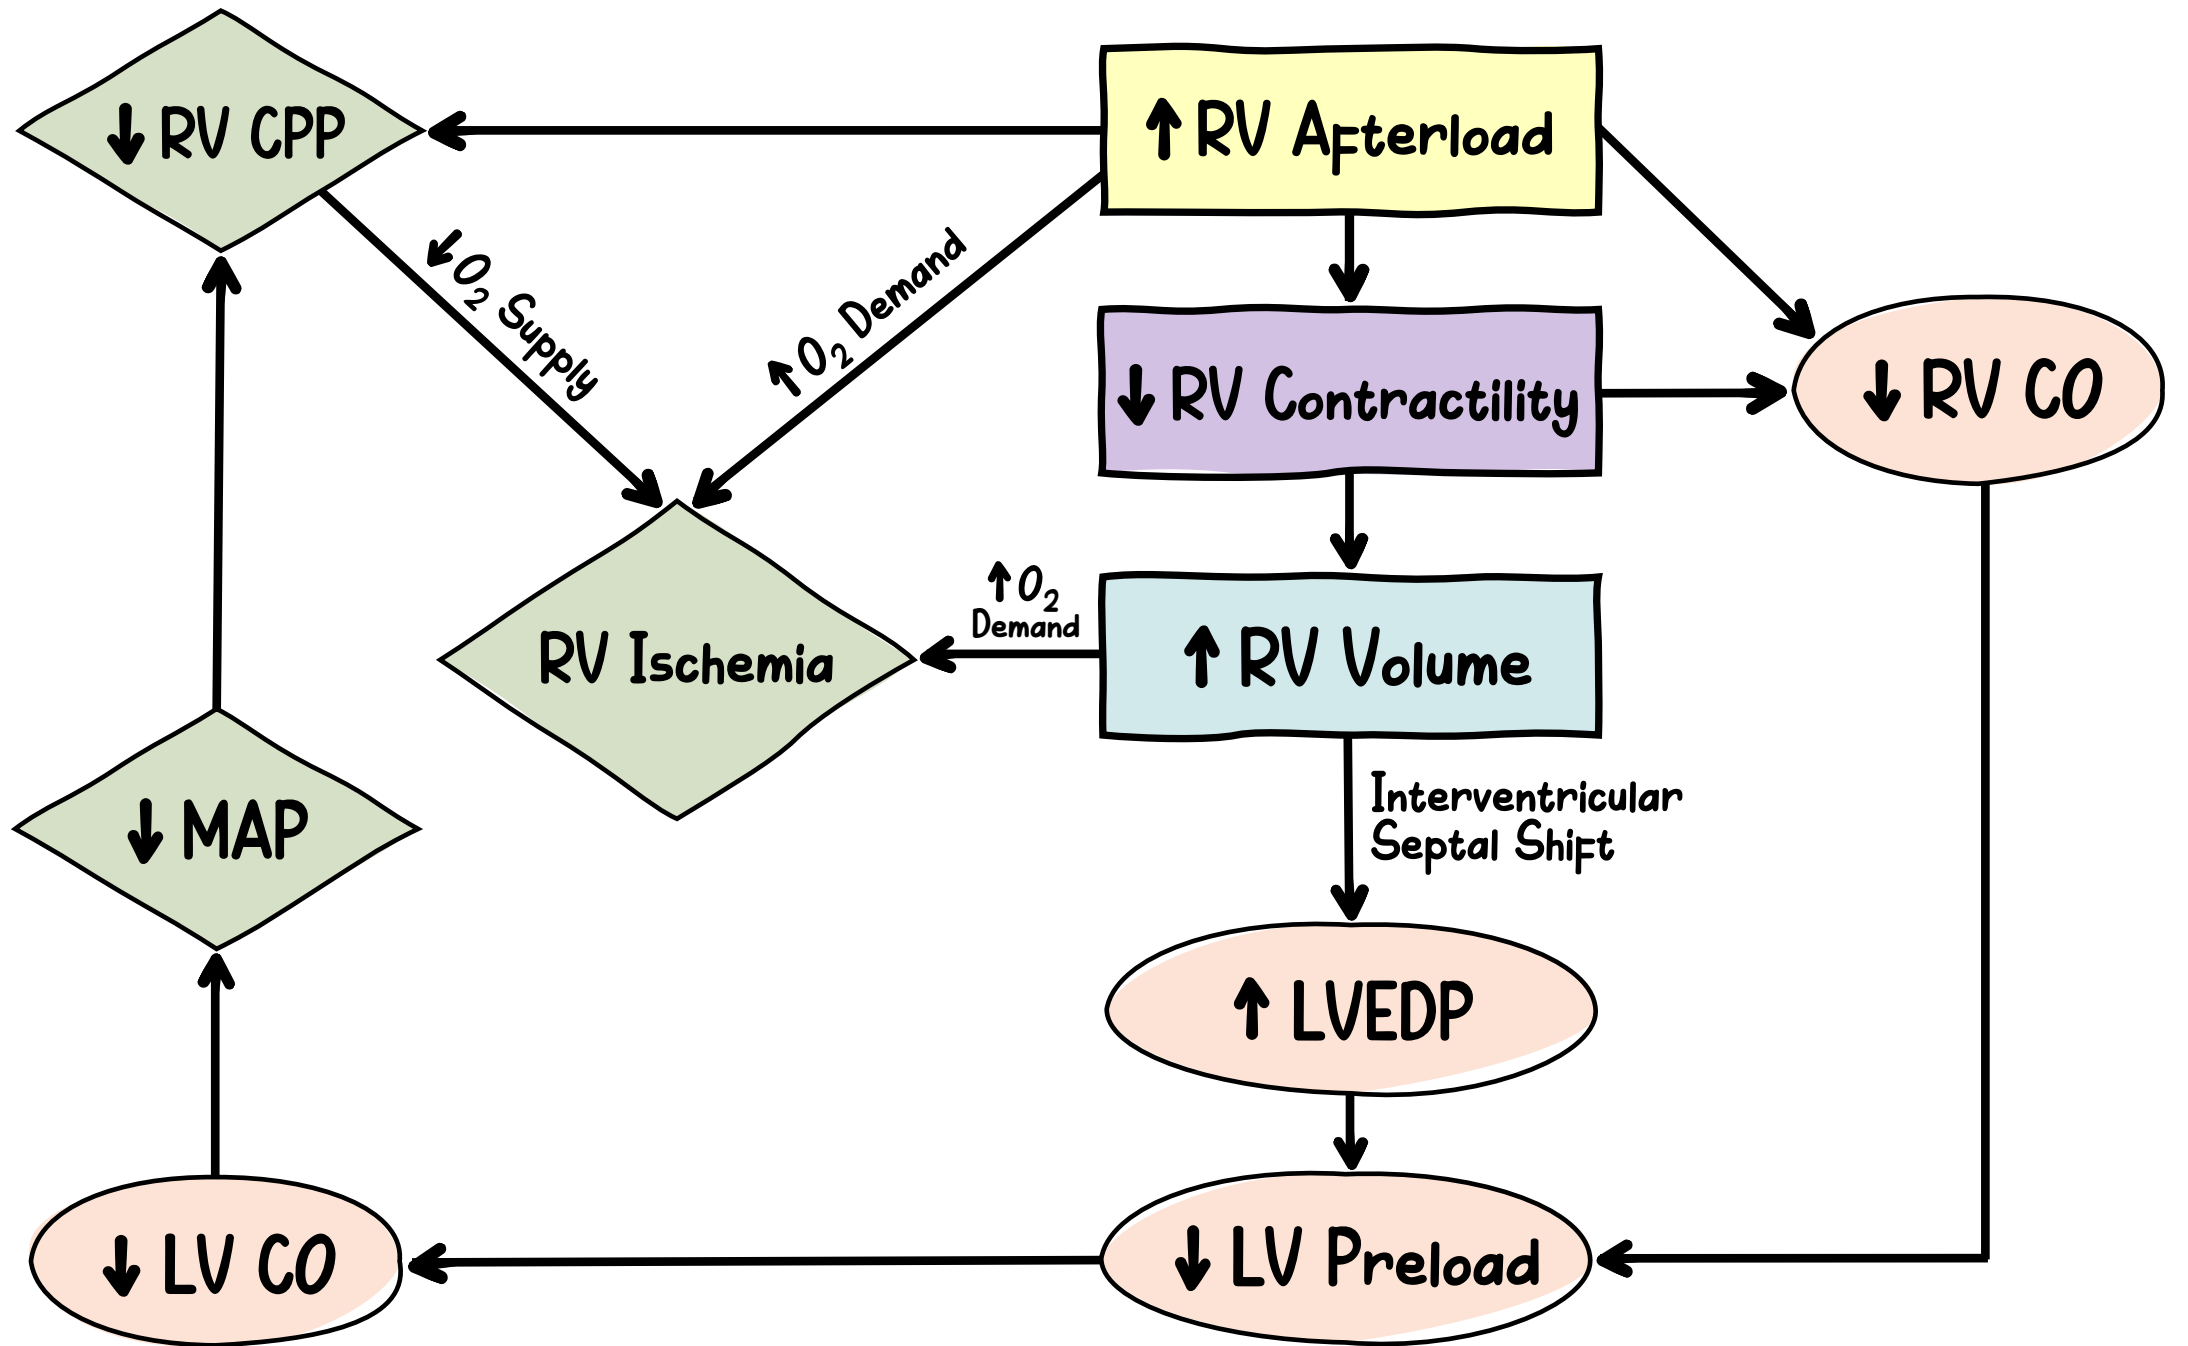 ↓ RV CPP
↑ RV Afterload
↓ O₂ Supply
↑ O₂ Demand
↓ RV Contractility
↓ RV CO
↑ O₂
Demand
RV Ischemia
↑ RV Volume
Interventricular
Septal Shift
↓ MAP
↑ LVEDP
↓ LV CO
↓ LV Preload